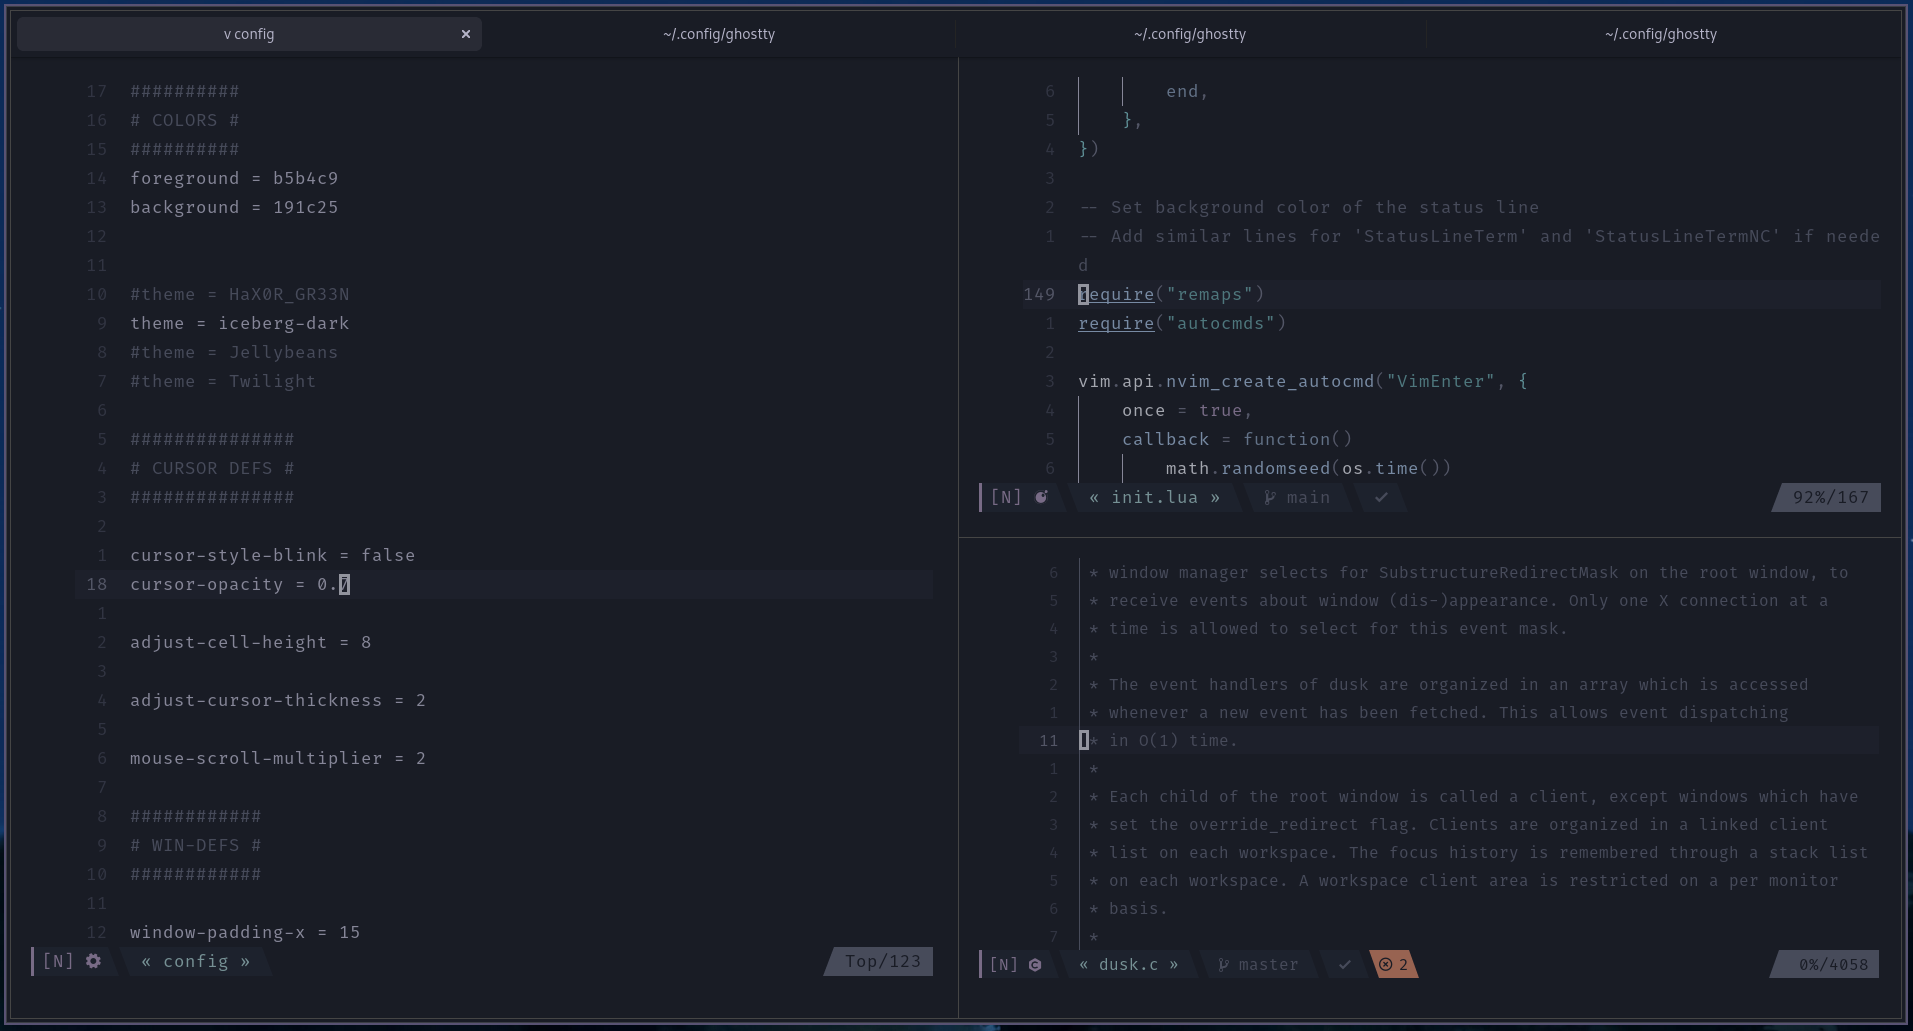 v config ×
~/.config/ghostty
~/.config/ghostty
~/.config/ghostty
17 ##########
16 # COLORS #
15 ##########
14 foreground = b5b4c9
13 background = 191c25
12
11
10 #theme = HaX0R_GR33N
9 theme = iceberg-dark
8 #theme = Jellybeans
7 #theme = Twilight
6
5 ###############
4 # CURSOR DEFS #
3 ###############
2
1 cursor-style-blink = false
18 cursor-opacity = 0.7
1
2 adjust-cell-height = 8
3
4 adjust-cursor-thickness = 2
5
6 mouse-scroll-multiplier = 2
7
8 ############
9 # WIN-DEFS #
10 ############
11
12 window-padding-x = 15
[N] « config » Top/123
6 end,
5 },
4 })
3
2 -- Set background color of the status line
1 -- Add similar lines for 'StatusLineTerm' and 'StatusLineTermNC' if neede
d
149 require("remaps")
1 require("autocmds")
2
3 vim.api.nvim_create_autocmd("VimEnter", {
4 once = true,
5 callback = function()
6 math.randomseed(os.time())
[N] « init.lua » main ✓ 92%/167
6 * window manager selects for SubstructureRedirectMask on the root window, to
5 * receive events about window (dis-)appearance. Only one X connection at a
4 * time is allowed to select for this event mask.
3 *
2 * The event handlers of dusk are organized in an array which is accessed
1 * whenever a new event has been fetched. This allows event dispatching
11 * in O(1) time.
1 *
2 * Each child of the root window is called a client, except windows which have
3 * set the override_redirect flag. Clients are organized in a linked client
4 * list on each workspace. The focus history is remembered through a stack list
5 * on each workspace. A workspace client area is restricted on a per monitor
6 * basis.
7 *
[N] « dusk.c » master ✓ 2 0%/4058